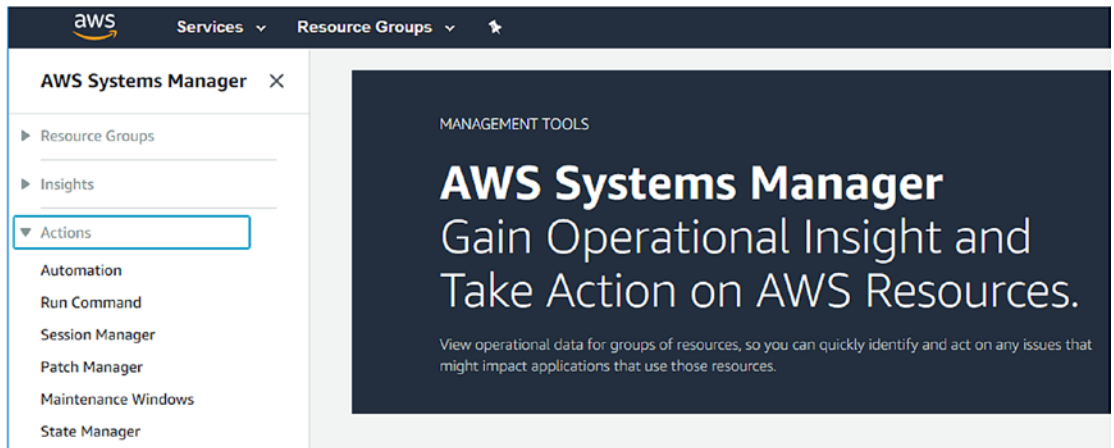 aws
Services
Resource Groups
AWS Systems Manager
Resource Groups
Insights
Actions
Automation
Run Command
Session Manager
Patch Manager
Maintenance Windows
State Manager
MANAGEMENT TOOLS
AWS Systems Manager
Gain Operational Insight and
Take Action on AWS Resources.
View operational data for groups of resources, so you can quickly identify and act on any issues that
might impact applications that use those resources.